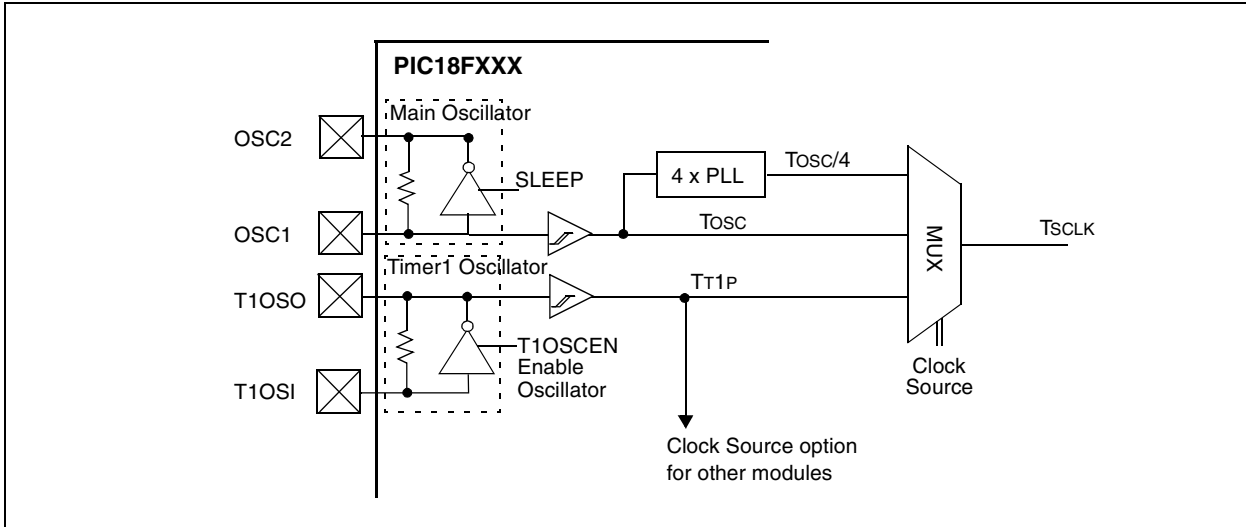 PIC18FXXX
Main Oscillator
OSC2
SLEEP
4 x PLL
TOSC/4
OSC1
TOSC
MUX
TSCLK
Timer1 Oscillator
T1OSO
TT1P
T1OSCEN
Enable
Oscillator
T1OSI
Clock
Source
Clock Source option
for other modules